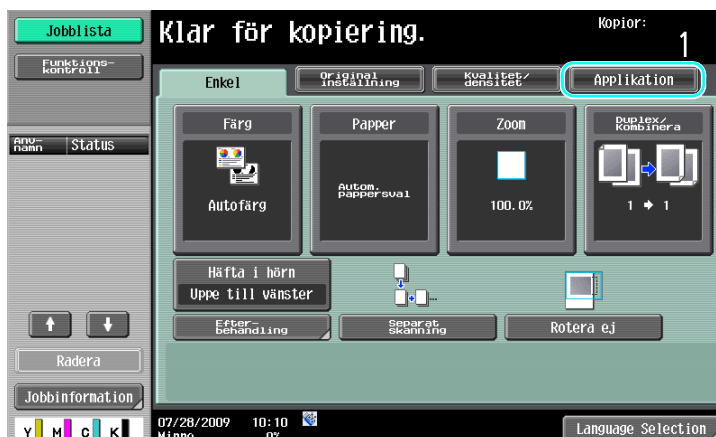 Jobblista
Klar för kopiering.
Kopior:
1
Funktions-
kontroll
Enkel
Original
inställning
Kvalitet/
densitet
Applikation
Färg
Papper
Zoom
Duplex/
Kombinera
Anv-
namn
Status
Autom.
pappersval
Autofärg
100.0%
1 → 1
Häfta i hörn
Uppe till vänster
Efter-
behandling
Separat
skanning
Rotera ej
Radera
Jobbinformation
07/28/2009 10:10
Minne 0%
Y M C K
Language Selection